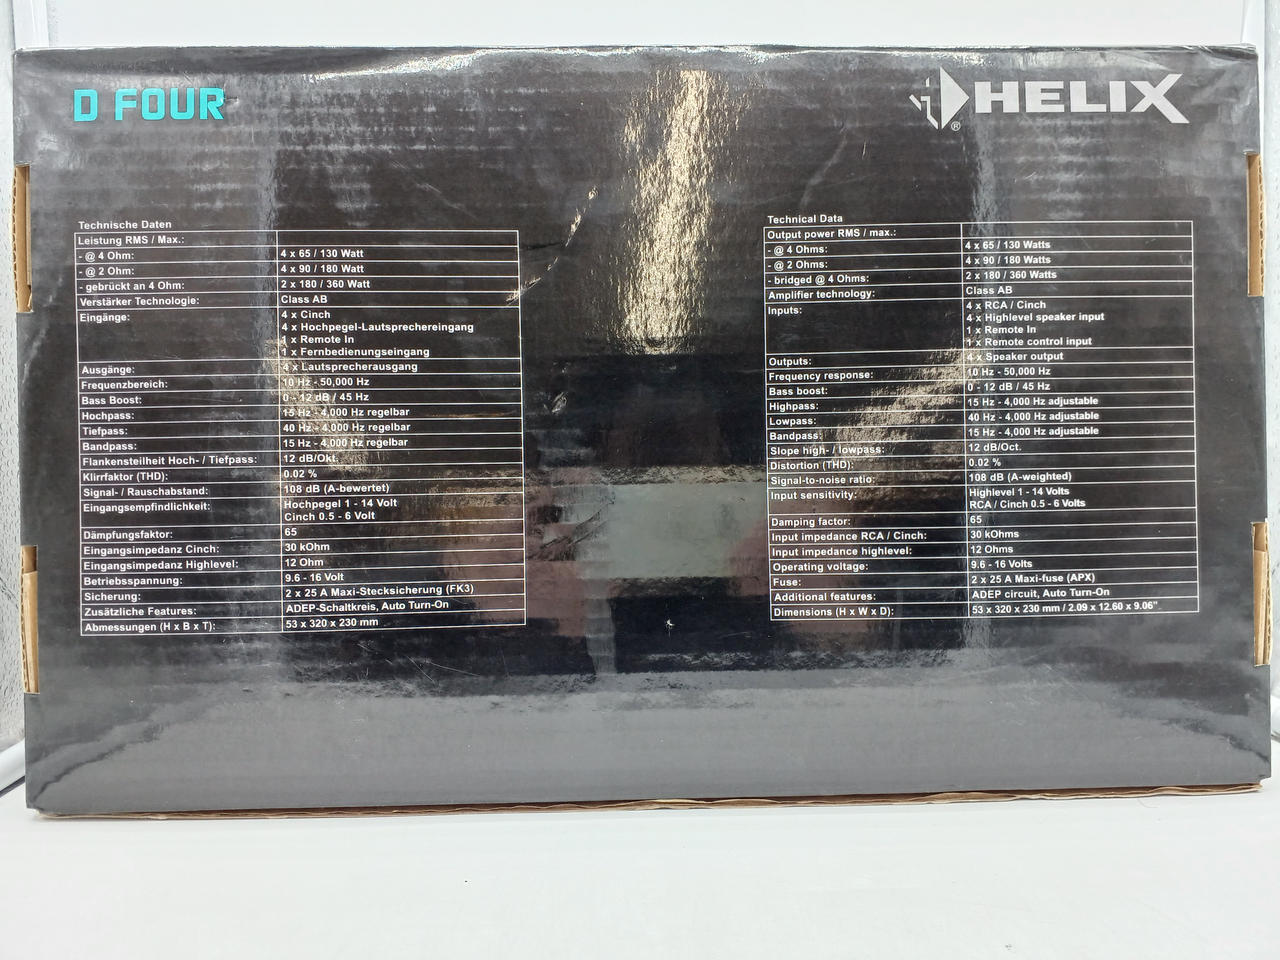 D FOUR
HELIX
®
Technische Daten
Leistung RMS / Max.:
- @ 4 Ohm: 4 x 65 / 130 Watt
- @ 2 Ohm: 4 x 90 / 180 Watt
- gebrückt an 4 Ohm: 2 x 180 / 360 Watt
Verstärker Technologie: Class AB
Eingänge: 4 x Cinch
4 x Hochpegel-Lautsprechereingang
1 x Remote In
1 x Fernbedienungseingang
Ausgänge: 4 x Lautsprecherausgang
Frequenzbereich: 10 Hz - 50,000 Hz
Bass Boost: 0 - 12 dB / 45 Hz
Hochpass: 15 Hz - 4,000 Hz regelbar
Tiefpass: 40 Hz - 4,000 Hz regelbar
Bandpass: 15 Hz - 4,000 Hz regelbar
Flankensteilheit Hoch- / Tiefpass: 12 dB/Okt.
Klirrfaktor (THD): 0.02 %
Signal- / Rauschabstand: 108 dB (A-bewertet)
Eingangsempfindlichkeit: Hochpegel 1 - 14 Volt
Cinch 0.5 - 6 Volt
Dämpfungsfaktor: 65
Eingangsimpedanz Cinch: 30 kOhm
Eingangsimpedanz Highlevel: 12 Ohm
Betriebsspannung: 9.6 - 16 Volt
Sicherung: 2 x 25 A Maxi-Stecksicherung (FK3)
Zusätzliche Features: ADEP-Schaltkreis, Auto Turn-On
Abmessungen (H x B x T): 53 x 320 x 230 mm
Technical Data
Output power RMS / max.:
- @ 4 Ohms: 4 x 65 / 130 Watts
- @ 2 Ohms: 4 x 90 / 180 Watts
- bridged @ 4 Ohms: 2 x 180 / 360 Watts
Amplifier technology: Class AB
Inputs: 4 x RCA / Cinch
4 x Highlevel speaker input
1 x Remote In
1 x Remote control input
Outputs: 4 x Speaker output
Frequency response: 10 Hz - 50,000 Hz
Bass boost: 0 - 12 dB / 45 Hz
Highpass: 15 Hz - 4,000 Hz adjustable
Lowpass: 40 Hz - 4,000 Hz adjustable
Bandpass: 15 Hz - 4,000 Hz adjustable
Slope high- / lowpass: 12 dB/Oct.
Distortion (THD): 0.02 %
Signal-to-noise ratio: 108 dB (A-weighted)
Input sensitivity: Highlevel 1 - 14 Volts
RCA / Cinch 0.5 - 6 Volts
Damping factor: 65
Input impedance RCA / Cinch: 30 kOhms
Input impedance highlevel: 12 Ohms
Operating voltage: 9.6 - 16 Volts
Fuse: 2 x 25 A Maxi-fuse (APX)
Additional features: ADEP circuit, Auto Turn-On
Dimensions (H x W x D): 53 x 320 x 230 mm / 2.09 x 12.60 x 9.06"